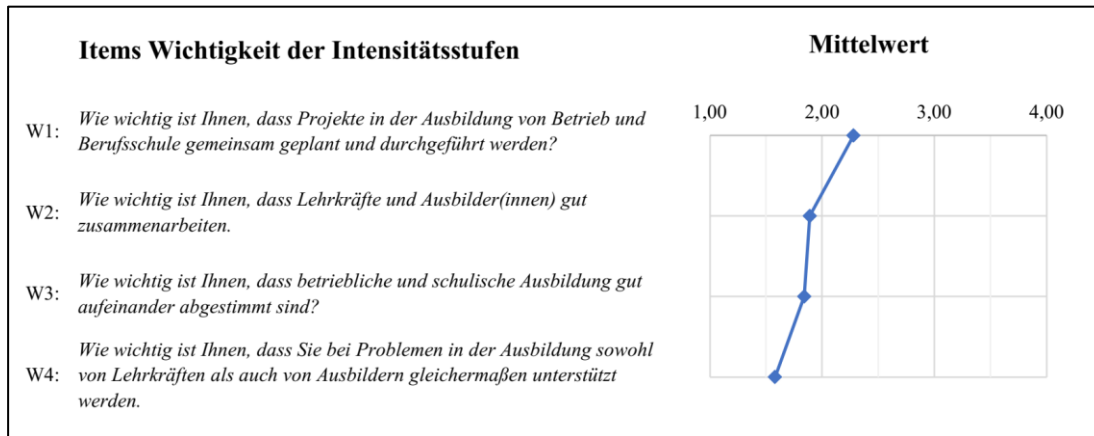 Items Wichtigkeit der Intensitätsstufen
Mittelwert
1,00 2,00 3,00 4,00
W1: Wie wichtig ist Ihnen, dass Projekte in der Ausbildung von Betrieb und
Berufsschule gemeinsam geplant und durchgeführt werden?
W2: Wie wichtig ist Ihnen, dass Lehrkräfte und Ausbilder(innen) gut
zusammenarbeiten.
W3: Wie wichtig ist Ihnen, dass betriebliche und schulische Ausbildung gut
aufeinander abgestimmt sind?
W4: Wie wichtig ist Ihnen, dass Sie bei Problemen in der Ausbildung sowohl
von Lehrkräften als auch von Ausbildern gleichermaßen unterstützt
werden.